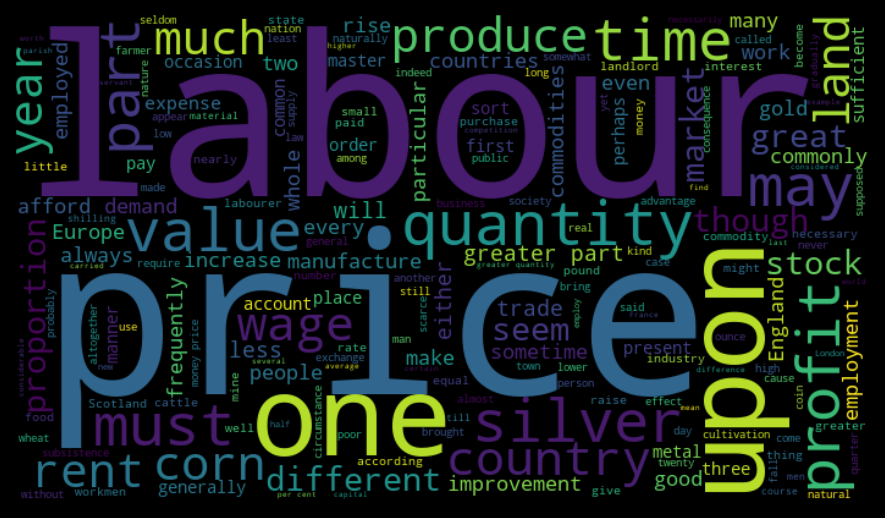 labour
price
one
upon
quantity
value
may
time
much
part
produce
land
year
must
wage
silver
country
profit
corn
rent
different
stock
great
market
though
proportion
seem
trade
people
less
good
improvement
manufacture
greater part
increase
demand
afford
Europe
always
every
will
either
particular
commodities
countries
work
many
rise
gold
even
commonly
sufficient
employment
England
employed
expense
occasion
two
master
order
first
sort
whole
common
pay
perhaps
frequently
manner
account
place
make
sometime
present
metal
three
generally
nearly
little
seldom
nation
state
naturally
least
farmer
nature
material
appear
low
law
supply
small
paid
among
indeed
long
landlord
called
interest
somewhat
necessarily
become
gradually
example
higher
worth
parish
servant
made
shilling
labourer
general
require
business
society
public
purchase
competition
yet
money
consequence
find
considered
supposed
advantage
real
kind
commodity
last
necessary
never
might
case
pound
bring
number
another
still
said
greater quantity
carried
probably
altogether
use
money price
mine
several
exchange
rate
average
man
scarce
equal
town
lower
industry
person
employ
france
certain
high
cause
London
world
ounce
difference
coin
considerable
new
food
wheat
Scotland
cattle
half
well
circumstance
poor
according
almost
till
brought
raise
effect
day
mean
cultivation
come
thing
fall
men
greater
quarter
natural
course
twenty
give
subsistence
without
workmen
per cent
capital